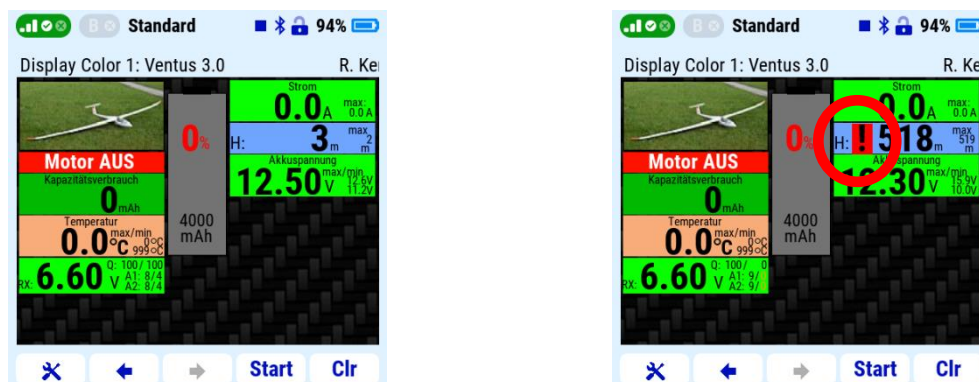 B Standard 94%
Display Color 1: Ventus 3.0 R. Ke
Strom
0.0A max: 0.0 A
0% H: 3m max 2 m
Motor AUS
Akkuspannung
12.50V max/min 12.6V 11.2V
Kapazitätsverbrauch
0mAh
4000 mAh
Temperatur
0.0°C max/min 0°C 999°C
RX: 6.60 V Q: 100/ 100 A1: 8/4 A2: 8/4
Start Clr
B Standard 94%
Display Color 1: Ventus 3.0 R. Ke
Strom
0.0A max: 0.0 A
0% H: ! 518m max 519 m
Motor AUS
Akkuspannung
12.30V max/min 15.9V 10.0V
Kapazitätsverbrauch
0mAh
4000 mAh
Temperatur
0.0°C max/min 0°C 999°C
RX: 6.60 V Q: 100/ 0 A1: 9/ A2: 9/
Start Clr